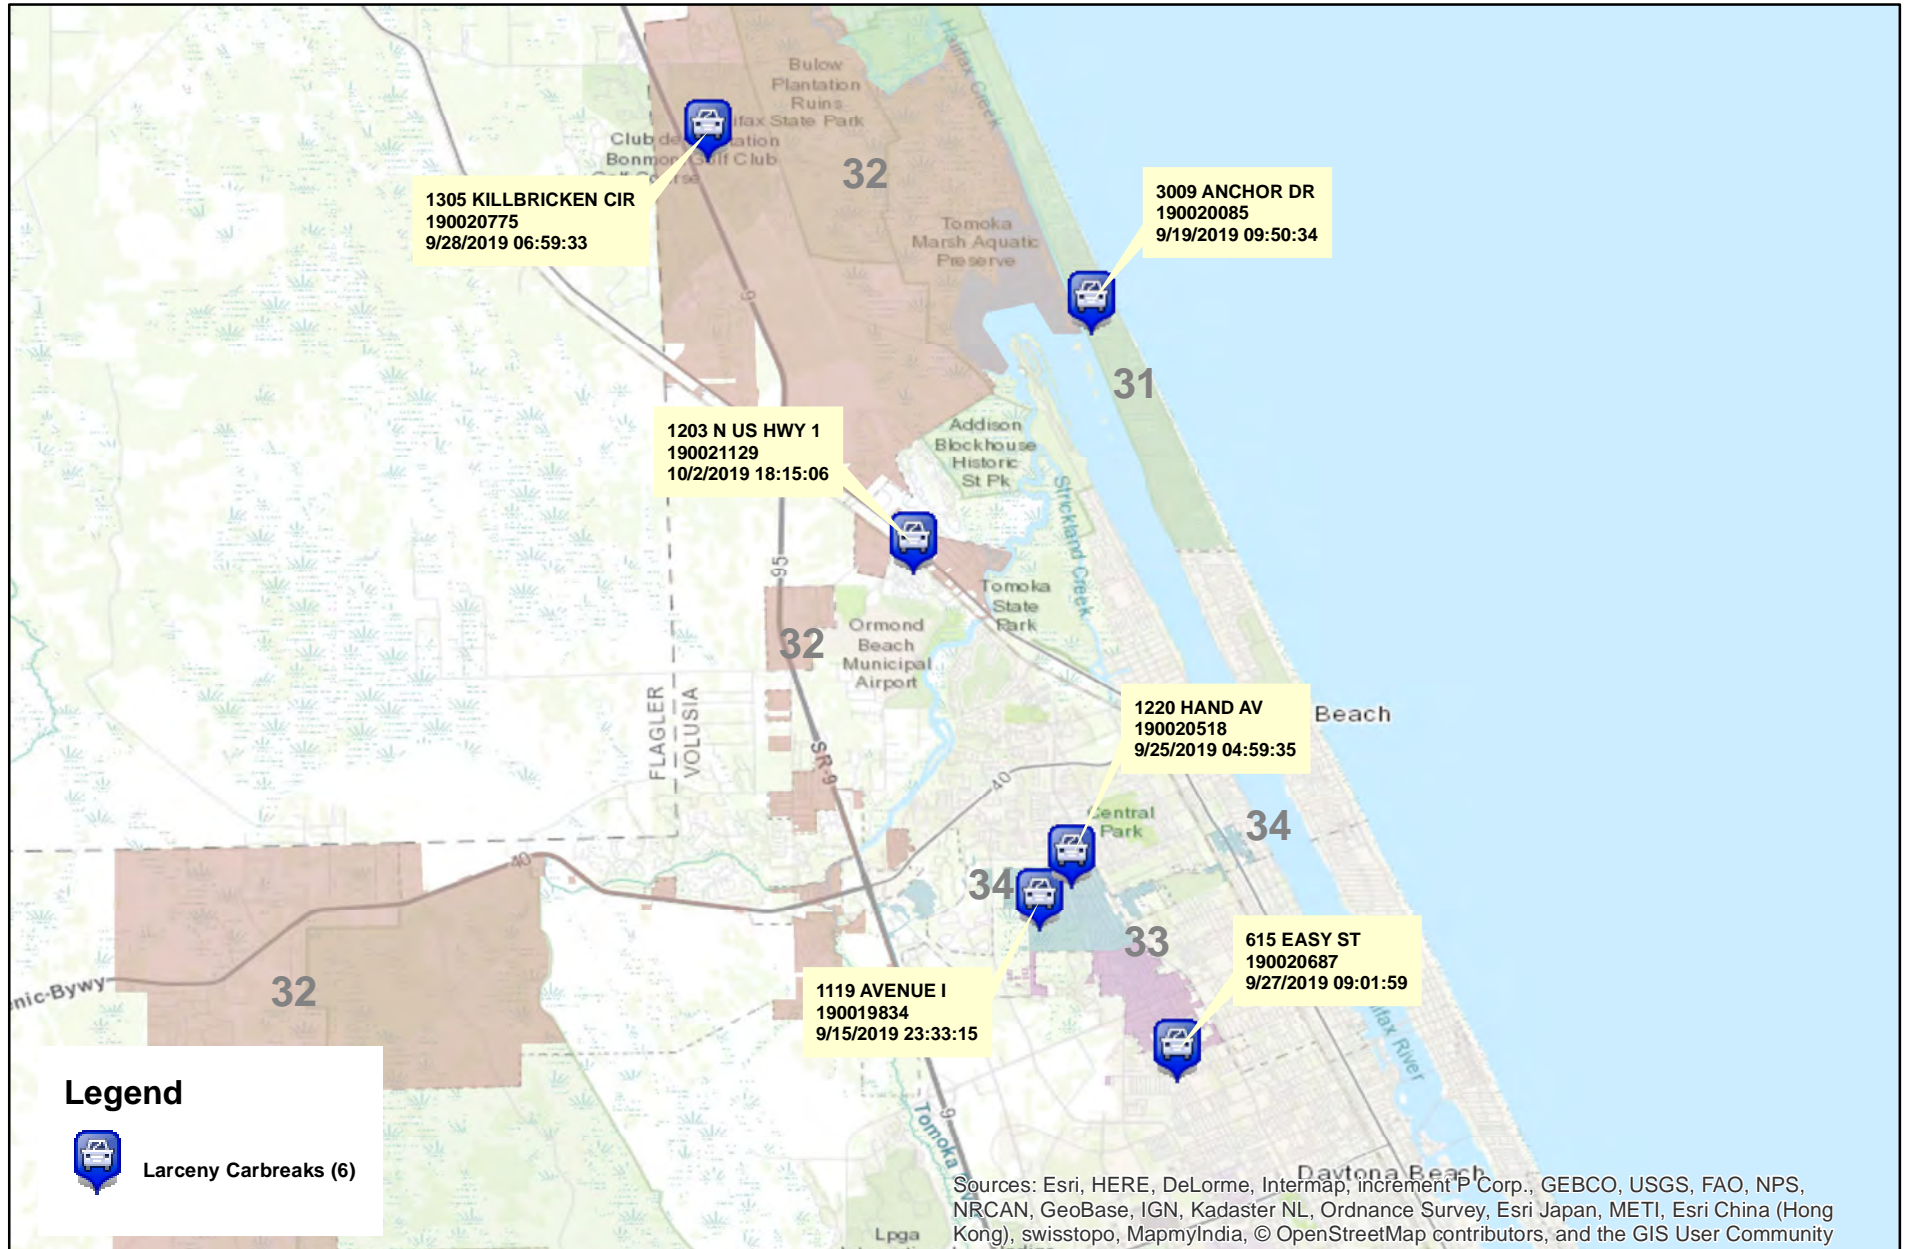 Halifax Creek
Bulow
Plantation
Ruins
State Park
Club de
Golf Club
1305 KILLBRICKEN CIR
190020775
9/28/2019 06:59:33
32
3009 ANCHOR DR
190020085
9/19/2019 09:50:34
Tomoka
Marsh Aquatic
Preserve
9
31
1203 N US HWY 1
190021129
10/2/2019 18:15:06
Addison
Blockhouse
Historic
St Pk
Strickland Creek
95
Tomoka
State
Park
32
Ormond
Beach
Municipal
Airport
FLAGLER
VOLUSIA
SR-9
1220 HAND AV
190020518
9/25/2019 04:59:35
Beach
40
Central
Park
34
40
34
33
615 EASY ST
190020687
9/27/2019 09:01:59
32
nic-Bywy
1119 AVENUE I
190019834
9/15/2019 23:33:15
ifax River
9
Tomoka
Legend
Larceny Carbreaks (6)
Daytona Beach
Lpga
Sources: Esri, HERE, DeLorme, Intermap, increment P Corp., GEBCO, USGS, FAO, NPS,
NRCAN, GeoBase, IGN, Kadaster NL, Ordnance Survey, Esri Japan, METI, Esri China (Hong
Kong), swisstopo, MapmyIndia, © OpenStreetMap contributors, and the GIS User Community